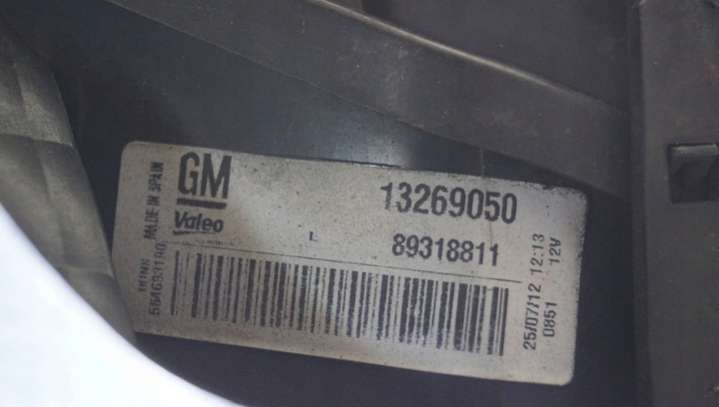 GM
13269050
Valeo
L
89318811
MADE IN SPAIN
25/07/12 12:13
0851 12V